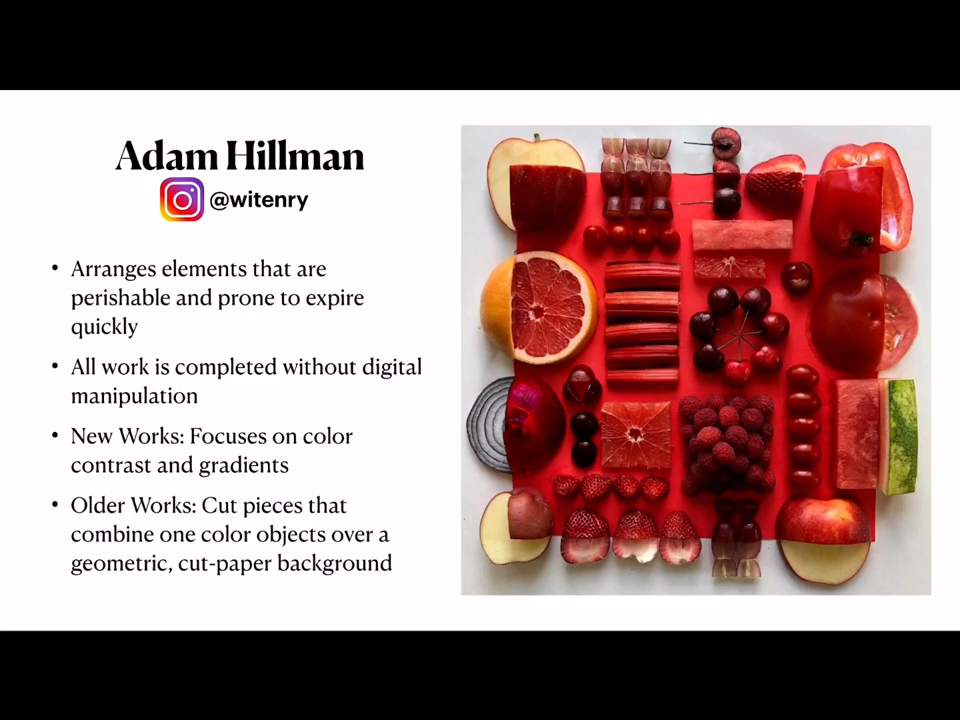 Adam Hillman
@witenry
• Arranges elements that are
perishable and prone to expire
quickly
• All work is completed without digital
manipulation
• New Works: Focuses on color
contrast and gradients
• Older Works: Cut pieces that
combine one color objects over a
geometric, cut-paper background